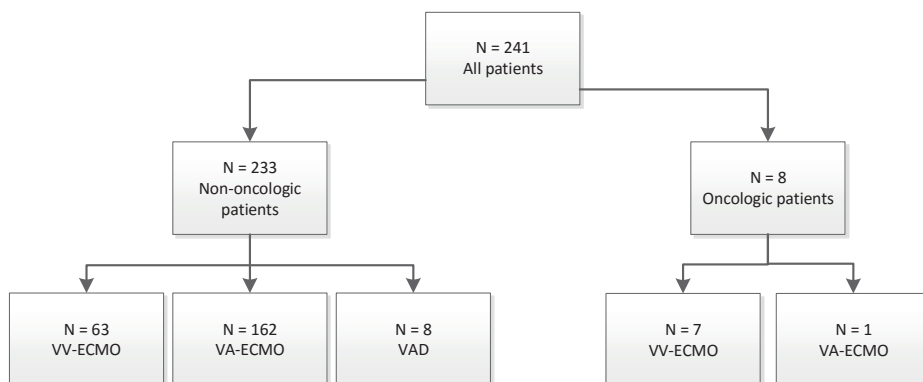 N = 241
All patients
N = 233
Non-oncologic
patients
N = 8
Oncologic patients
N = 63
VV-ECMO
N = 162
VA-ECMO
N = 8
VAD
N = 7
VV-ECMO
N = 1
VA-ECMO